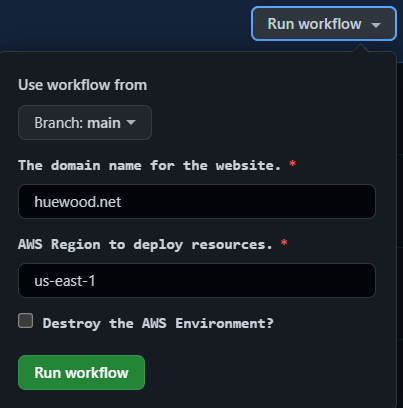 Run workflow
Use workflow from
Branch: main
The domain name for the website. *
huewood.net
AWS Region to deploy resources. *
us-east-1
Destroy the AWS Environment?
Run workflow